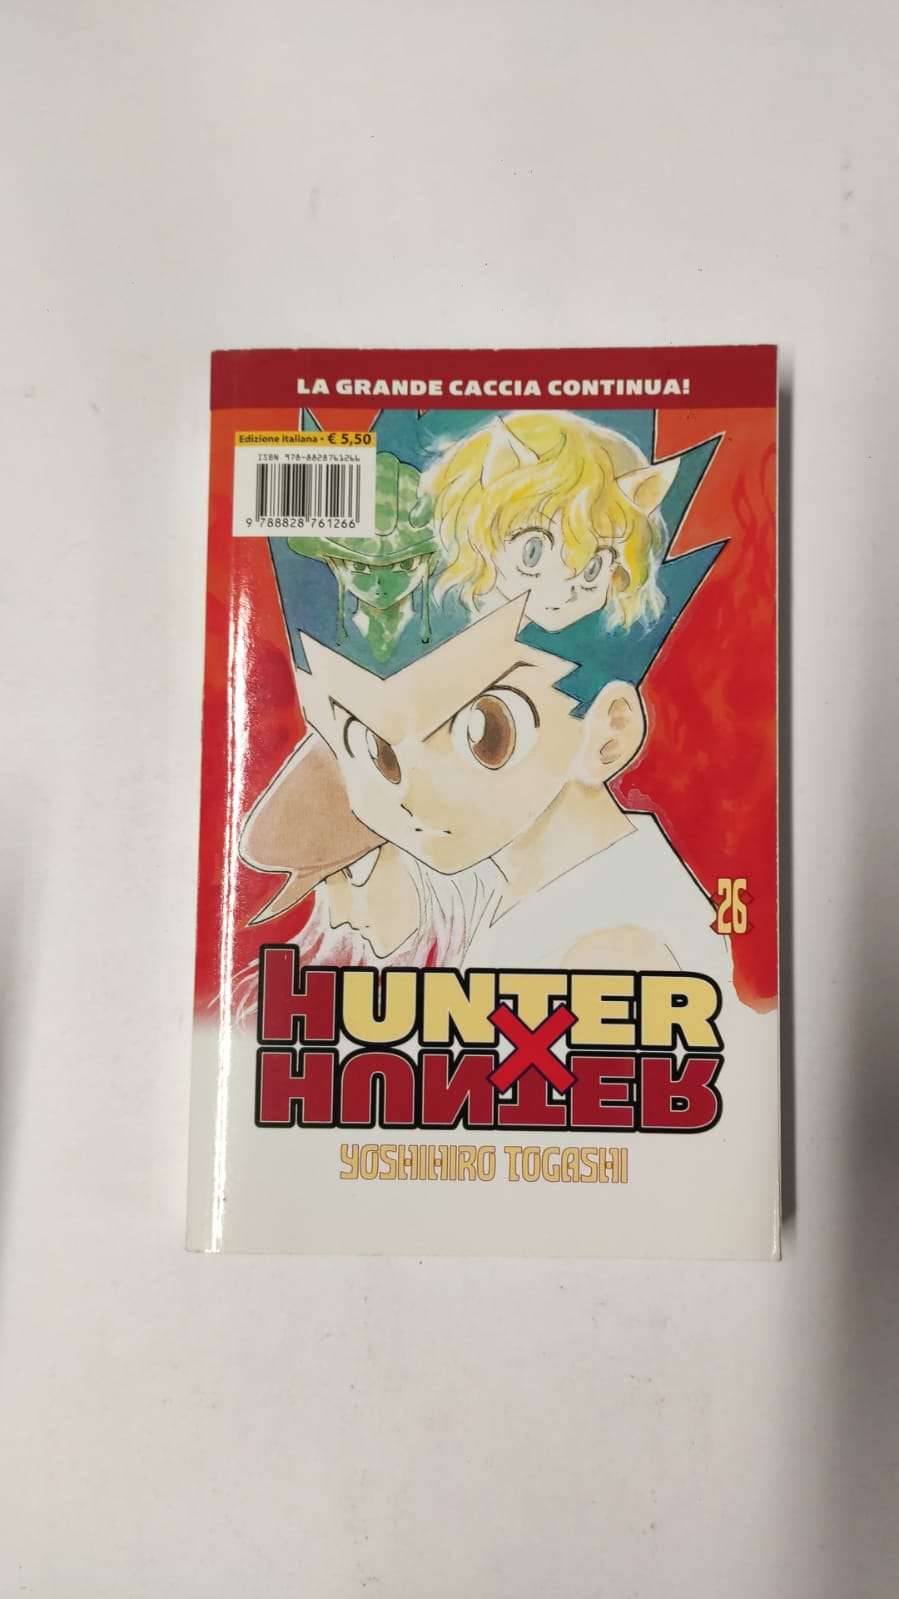 LA GRANDE CACCIA CONTINUA!
Edizione italiana • € 5,50
ISBN 978-8828761266
9 788828 761266
26
HUNTER
X
HUNTER
YOSHIHIRO TOGASHI